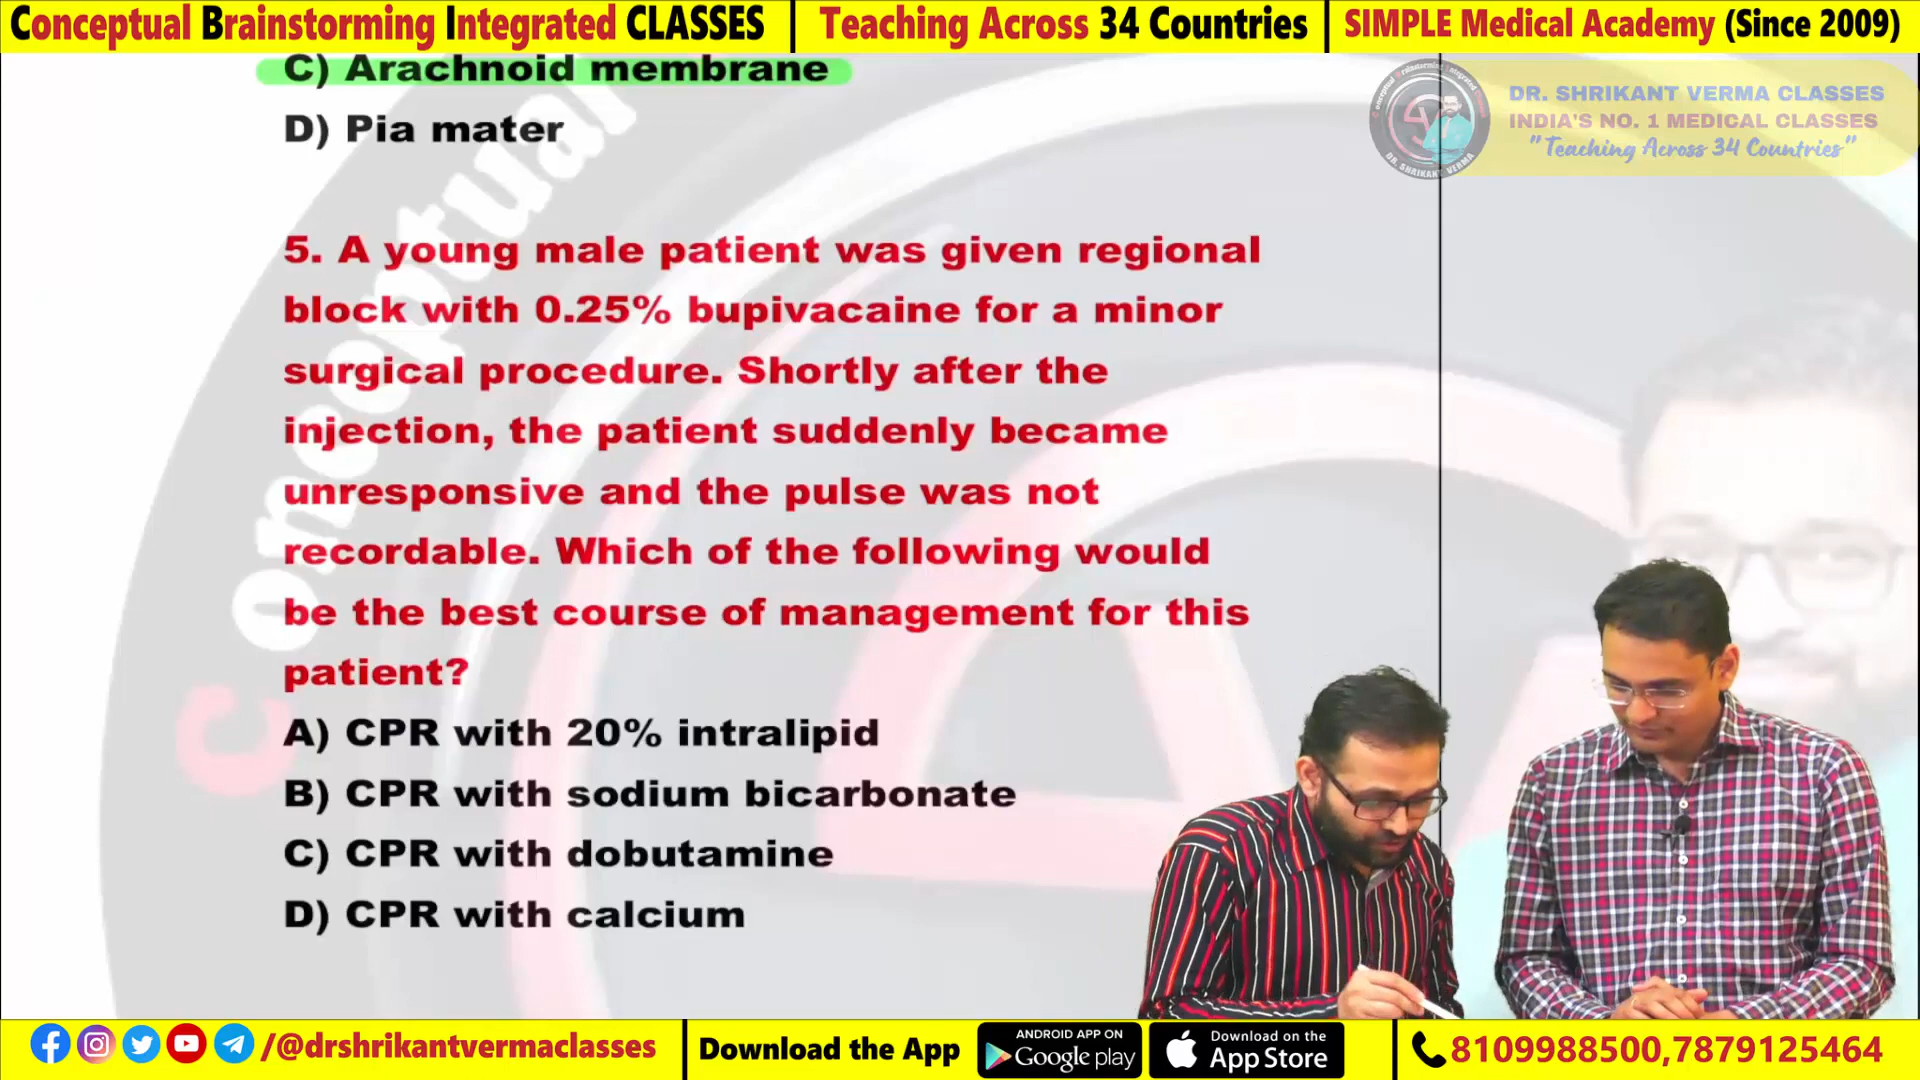 Conceptual Brainstorming Integrated CLASSES
Teaching Across 34 Countries
SIMPLE Medical Academy (Since 2009)
C) Arachnoid membrane
D) Pia mater
DR. SHRIKANT VERMA CLASSES
INDIA'S NO. 1 MEDICAL CLASSES
"Teaching Across 34 Countries"
DR. SHRIKANT VERMA
Conceptual
5. A young male patient was given regional
block with 0.25% bupivacaine for a minor
surgical procedure. Shortly after the
injection, the patient suddenly became
unresponsive and the pulse was not
recordable. Which of the following would
be the best course of management for this
patient?
A) CPR with 20% intralipid
B) CPR with sodium bicarbonate
C) CPR with dobutamine
D) CPR with calcium
/@drshrikantvermaclasses
Download the App
ANDROID APP ON
Google play
Download on the
App Store
8109988500,7879125464